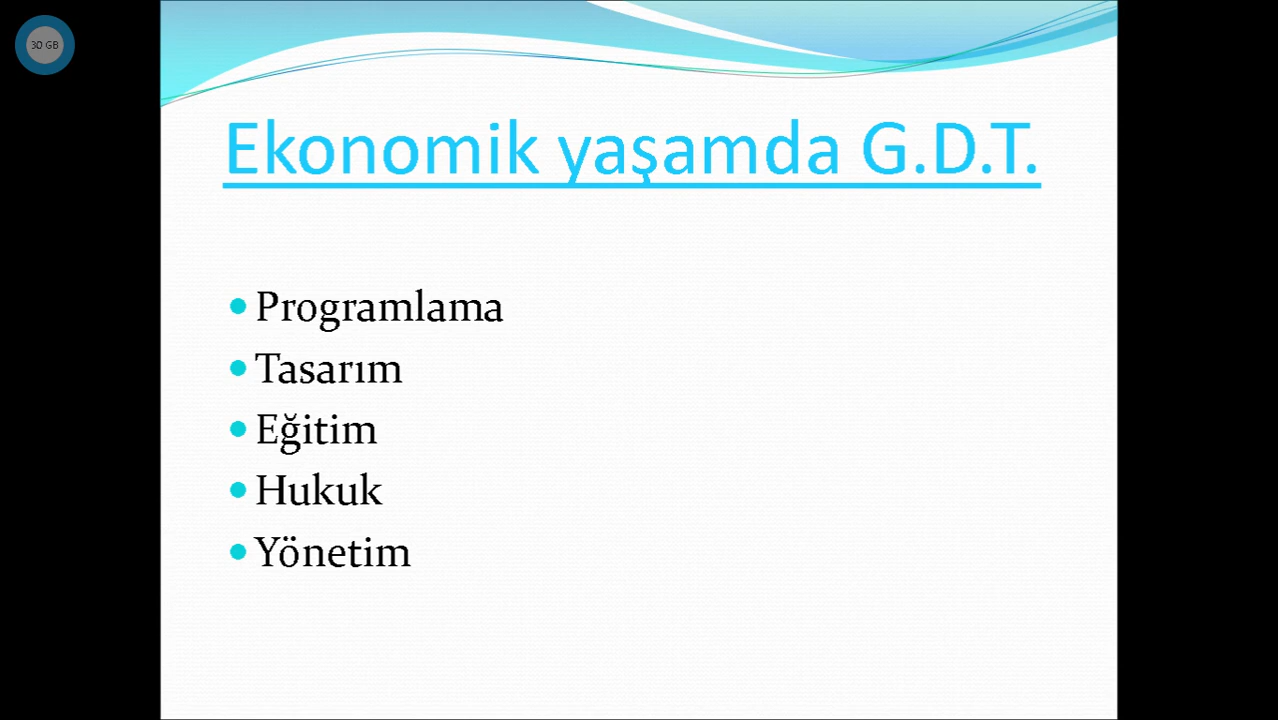 30 GB
Ekonomik yaşamda G.D.T.
Programlama
Tasarım
Eğitim
Hukuk
Yönetim